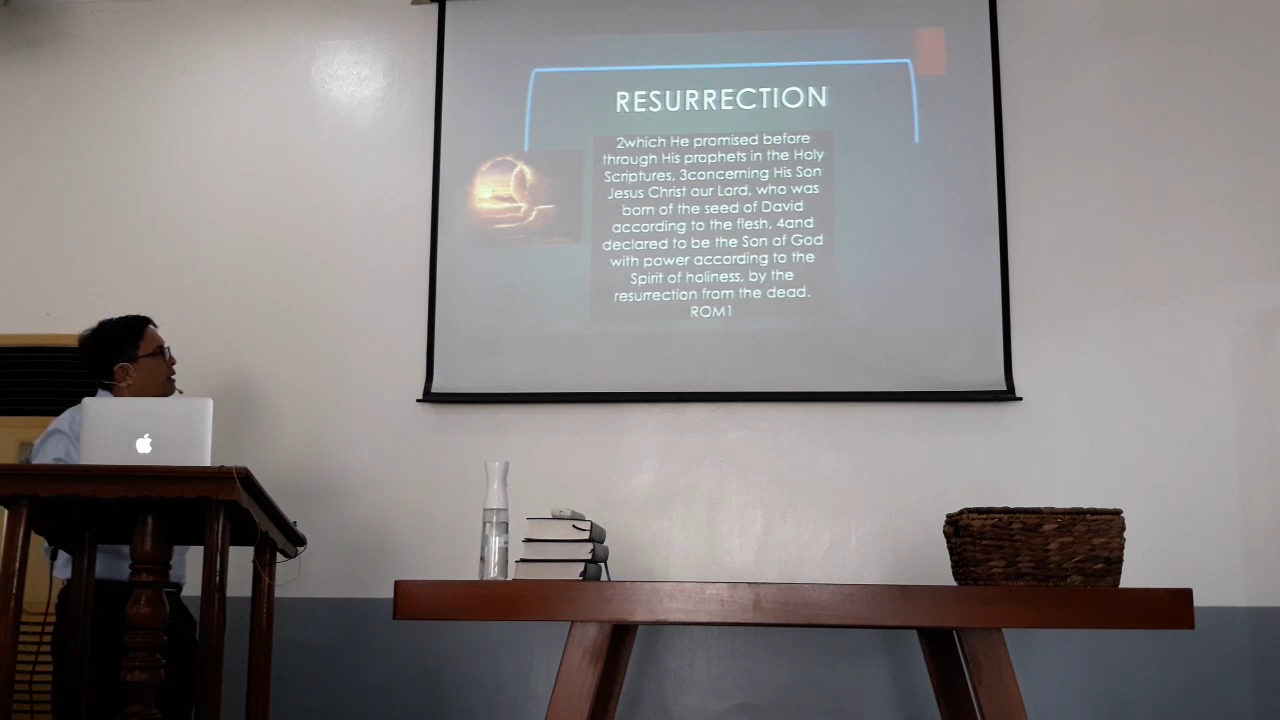 RESURRECTION
2which He promised before
through His prophets in the Holy
Scriptures, 3concerning His Son
Jesus Christ our Lord, who was
born of the seed of David
according to the flesh, 4and
declared to be the Son of God
with power according to the
Spirit of holiness, by the
resurrection from the dead.
ROM1